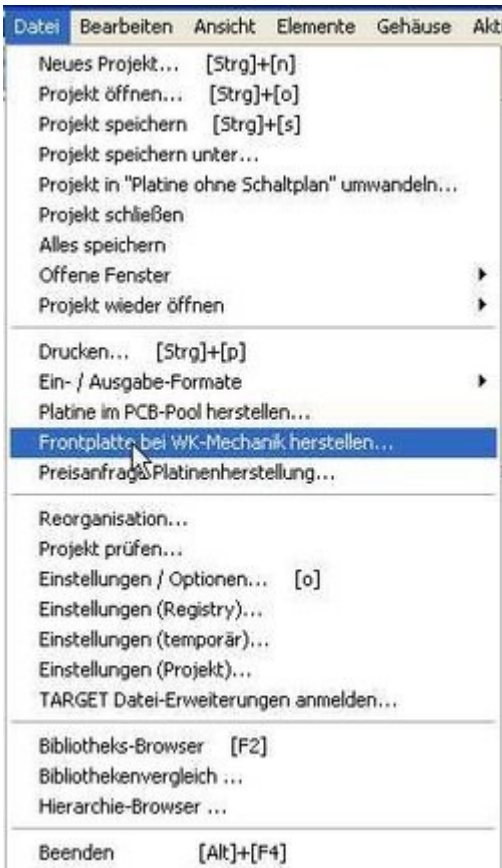 Datei Bearbeiten Ansicht Elemente Gehäuse Akt
Neues Projekt... [Strg]+[n]
Projekt öffnen... [Strg]+[o]
Projekt speichern [Strg]+[s]
Projekt speichern unter...
Projekt in "Platine ohne Schaltplan" umwandeln...
Projekt schließen
Alles speichern
Offene Fenster
Projekt wieder öffnen
Drucken... [Strg]+[p]
Ein- / Ausgabe-Formate
Platine im PCB-Pool herstellen...
Frontplatte bei WK-Mechanik herstellen...
Preisanfrage Platinenherstellung...
Reorganisation...
Projekt prüfen...
Einstellungen / Optionen... [o]
Einstellungen (Registry)...
Einstellungen (temporär)...
Einstellungen (Projekt)...
TARGET Datei-Erweiterungen anmelden...
Bibliotheks-Browser [F2]
Bibliothekenvergleich ...
Hierarchie-Browser ...
Beenden [Alt]+[F4]